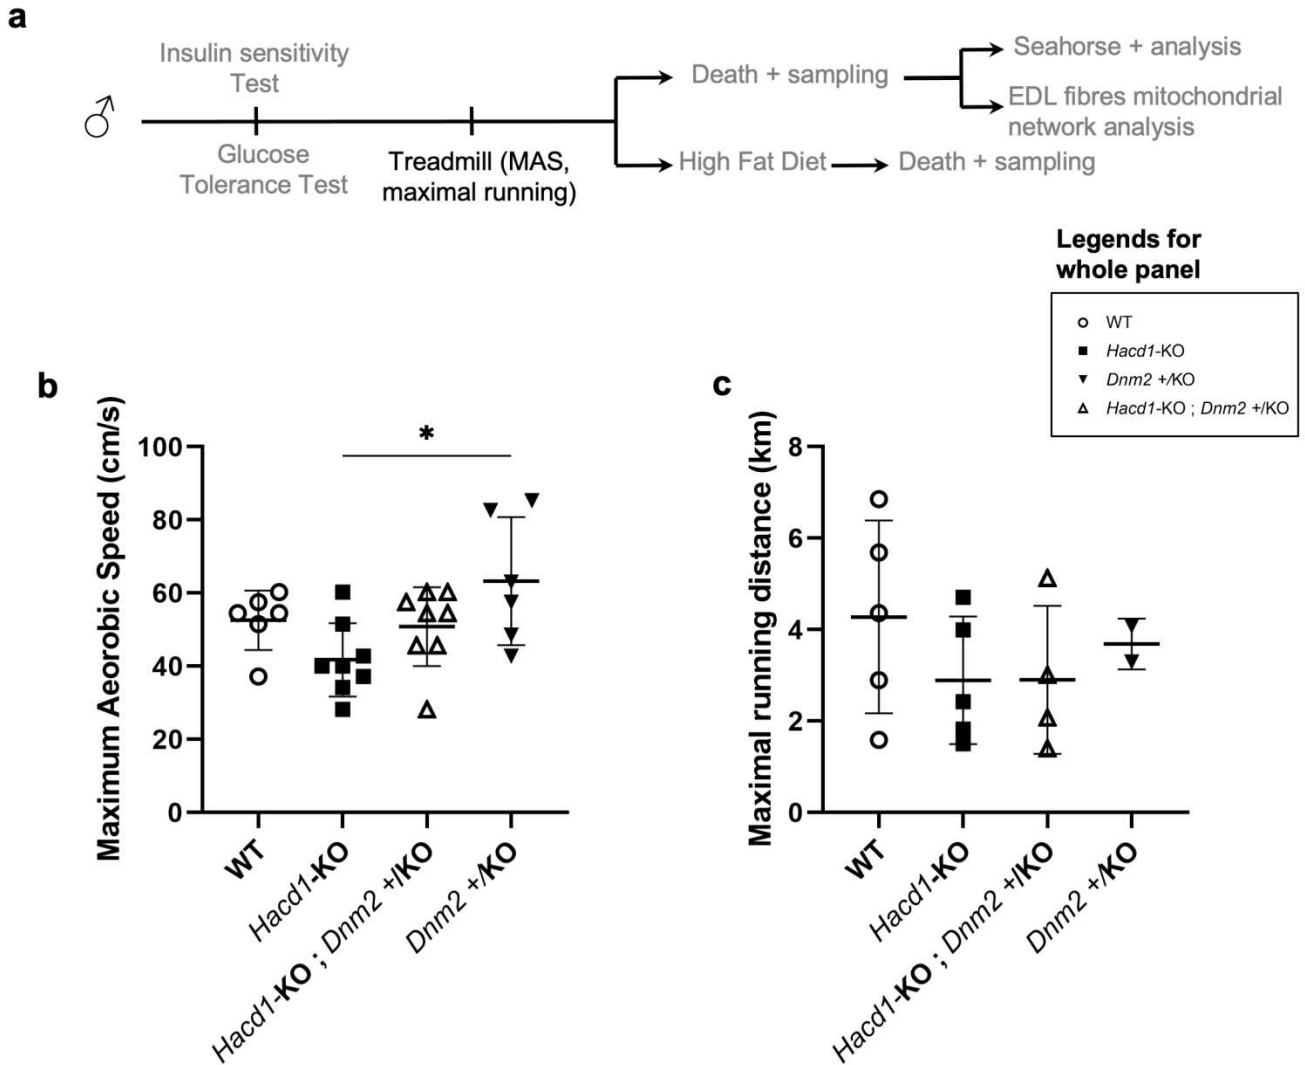 a
Insulin sensitivity
Test
Glucose
Tolerance Test
Treadmill (MAS,
maximal running)
Death + sampling
Seahorse + analysis
EDL fibres mitochondrial
network analysis
High Fat Diet
Death + sampling
Legends for
whole panel
WT
Hacd1-KO
Dnm2 +/KO
Hacd1-KO ; Dnm2 +/KO
b
Maximum Aeorobic Speed (cm/s)
100
80
60
40
20
0
*
WT
Hacd1-KO
Hacd1-KO ; Dnm2 +/KO
Dnm2 +/KO
c
Maximal running distance (km)
8
6
4
2
0
WT
Hacd1-KO
Hacd1-KO ; Dnm2 +/KO
Dnm2 +/KO